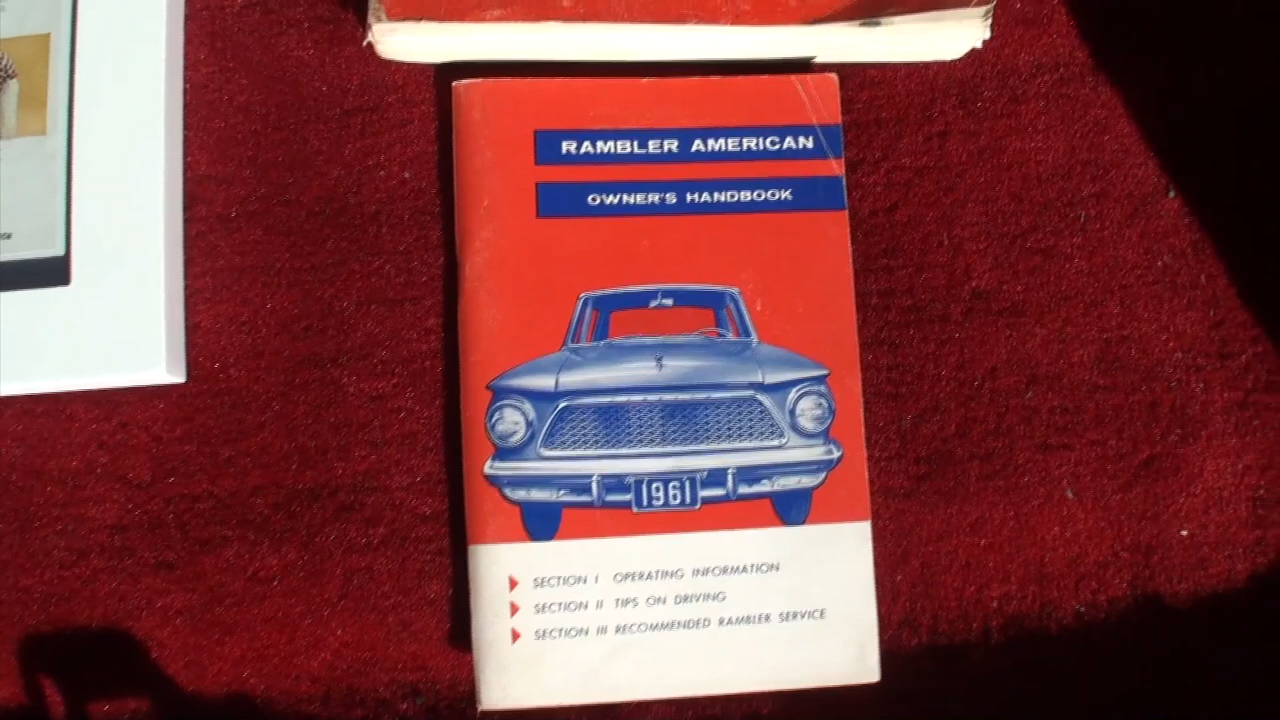 RAMBLER AMERICAN
OWNER'S HANDBOOK
1961
SECTION I OPERATING INFORMATION
SECTION II TIPS ON DRIVING
SECTION III RECOMMENDED RAMBLER SERVICE